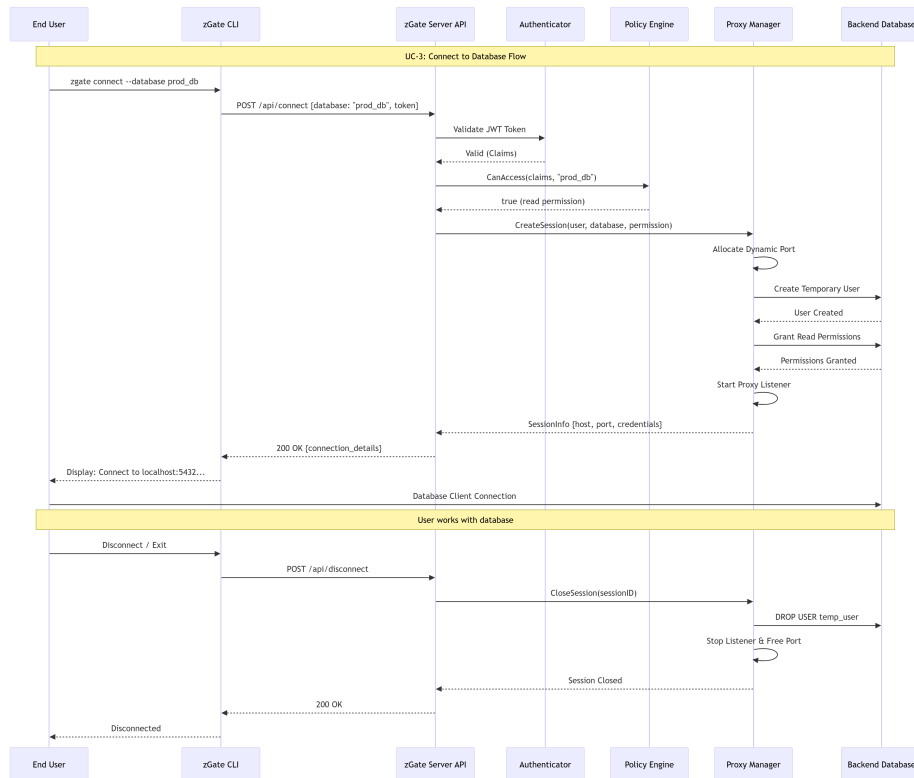 End User
zGate CLI
zGate Server API
Authenticator
Policy Engine
Proxy Manager
Backend Database
UC-3: Connect to Database Flow
zgate connect --database prod_db
POST /api/connect {database: "prod_db", token}
Validate JWT Token
Valid (Claims)
CanAccess(claims, "prod_db")
true (read permission)
CreateSession(user, database, permission)
Allocate Dynamic Port
Create Temporary User
User Created
Grant Read Permissions
Permissions Granted
Start Proxy Listener
SessionInfo {host, port, credentials}
200 OK {connection_details}
Display: Connect to localhost:5432...
Database Client Connection
User works with database
Disconnect / Exit
POST /api/disconnect
CloseSession(sessionID)
DROP USER temp_user
Stop Listener & Free Port
Session Closed
200 OK
Disconnected
End User
zGate CLI
zGate Server API
Authenticator
Policy Engine
Proxy Manager
Backend Database